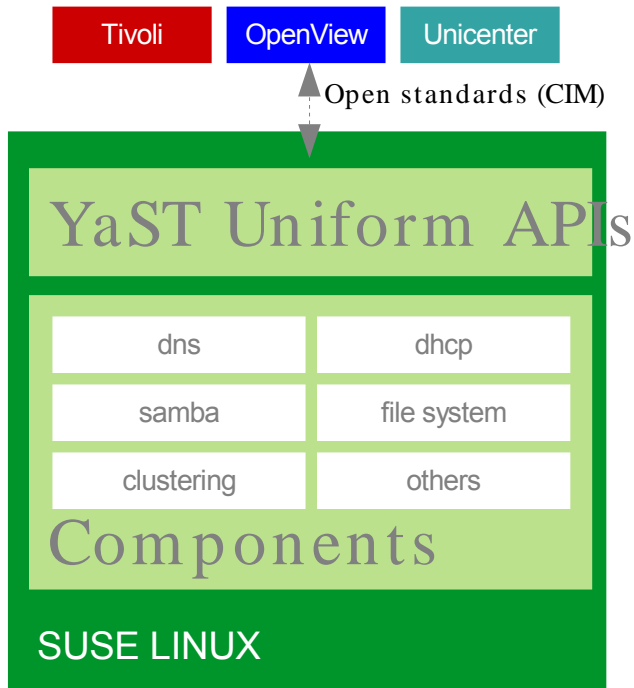 Tivoli
OpenView
Unicenter
Open standards (CIM)
YaST Uniform APIs
dns
dhcp
samba
file system
clustering
others
Components
SUSE LINUX